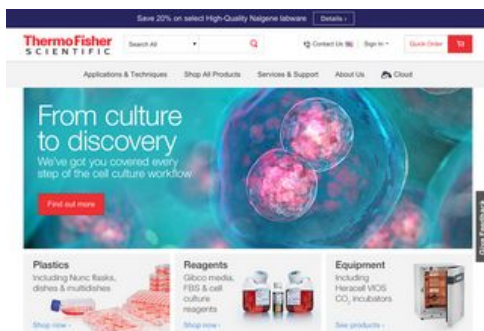 Save 20% on select High-Quality Nalgene labware Details ›
ThermoFisher
SCIENTIFIC
Search All
Contact Us
Sign In
Quick Order
Applications & Techniques Shop All Products Services & Support About Us Cloud
From culture
to discovery
We've got you covered every
step of the cell culture workflow
Find out more
Give Feedback
Plastics
Including Nunc flasks,
dishes & multidishes
Shop now ›
Reagents
Gibco media,
FBS & cell
culture
reagents
Shop now ›
Equipment
Including
Heracell VIOS
CO₂ incubators
See products ›